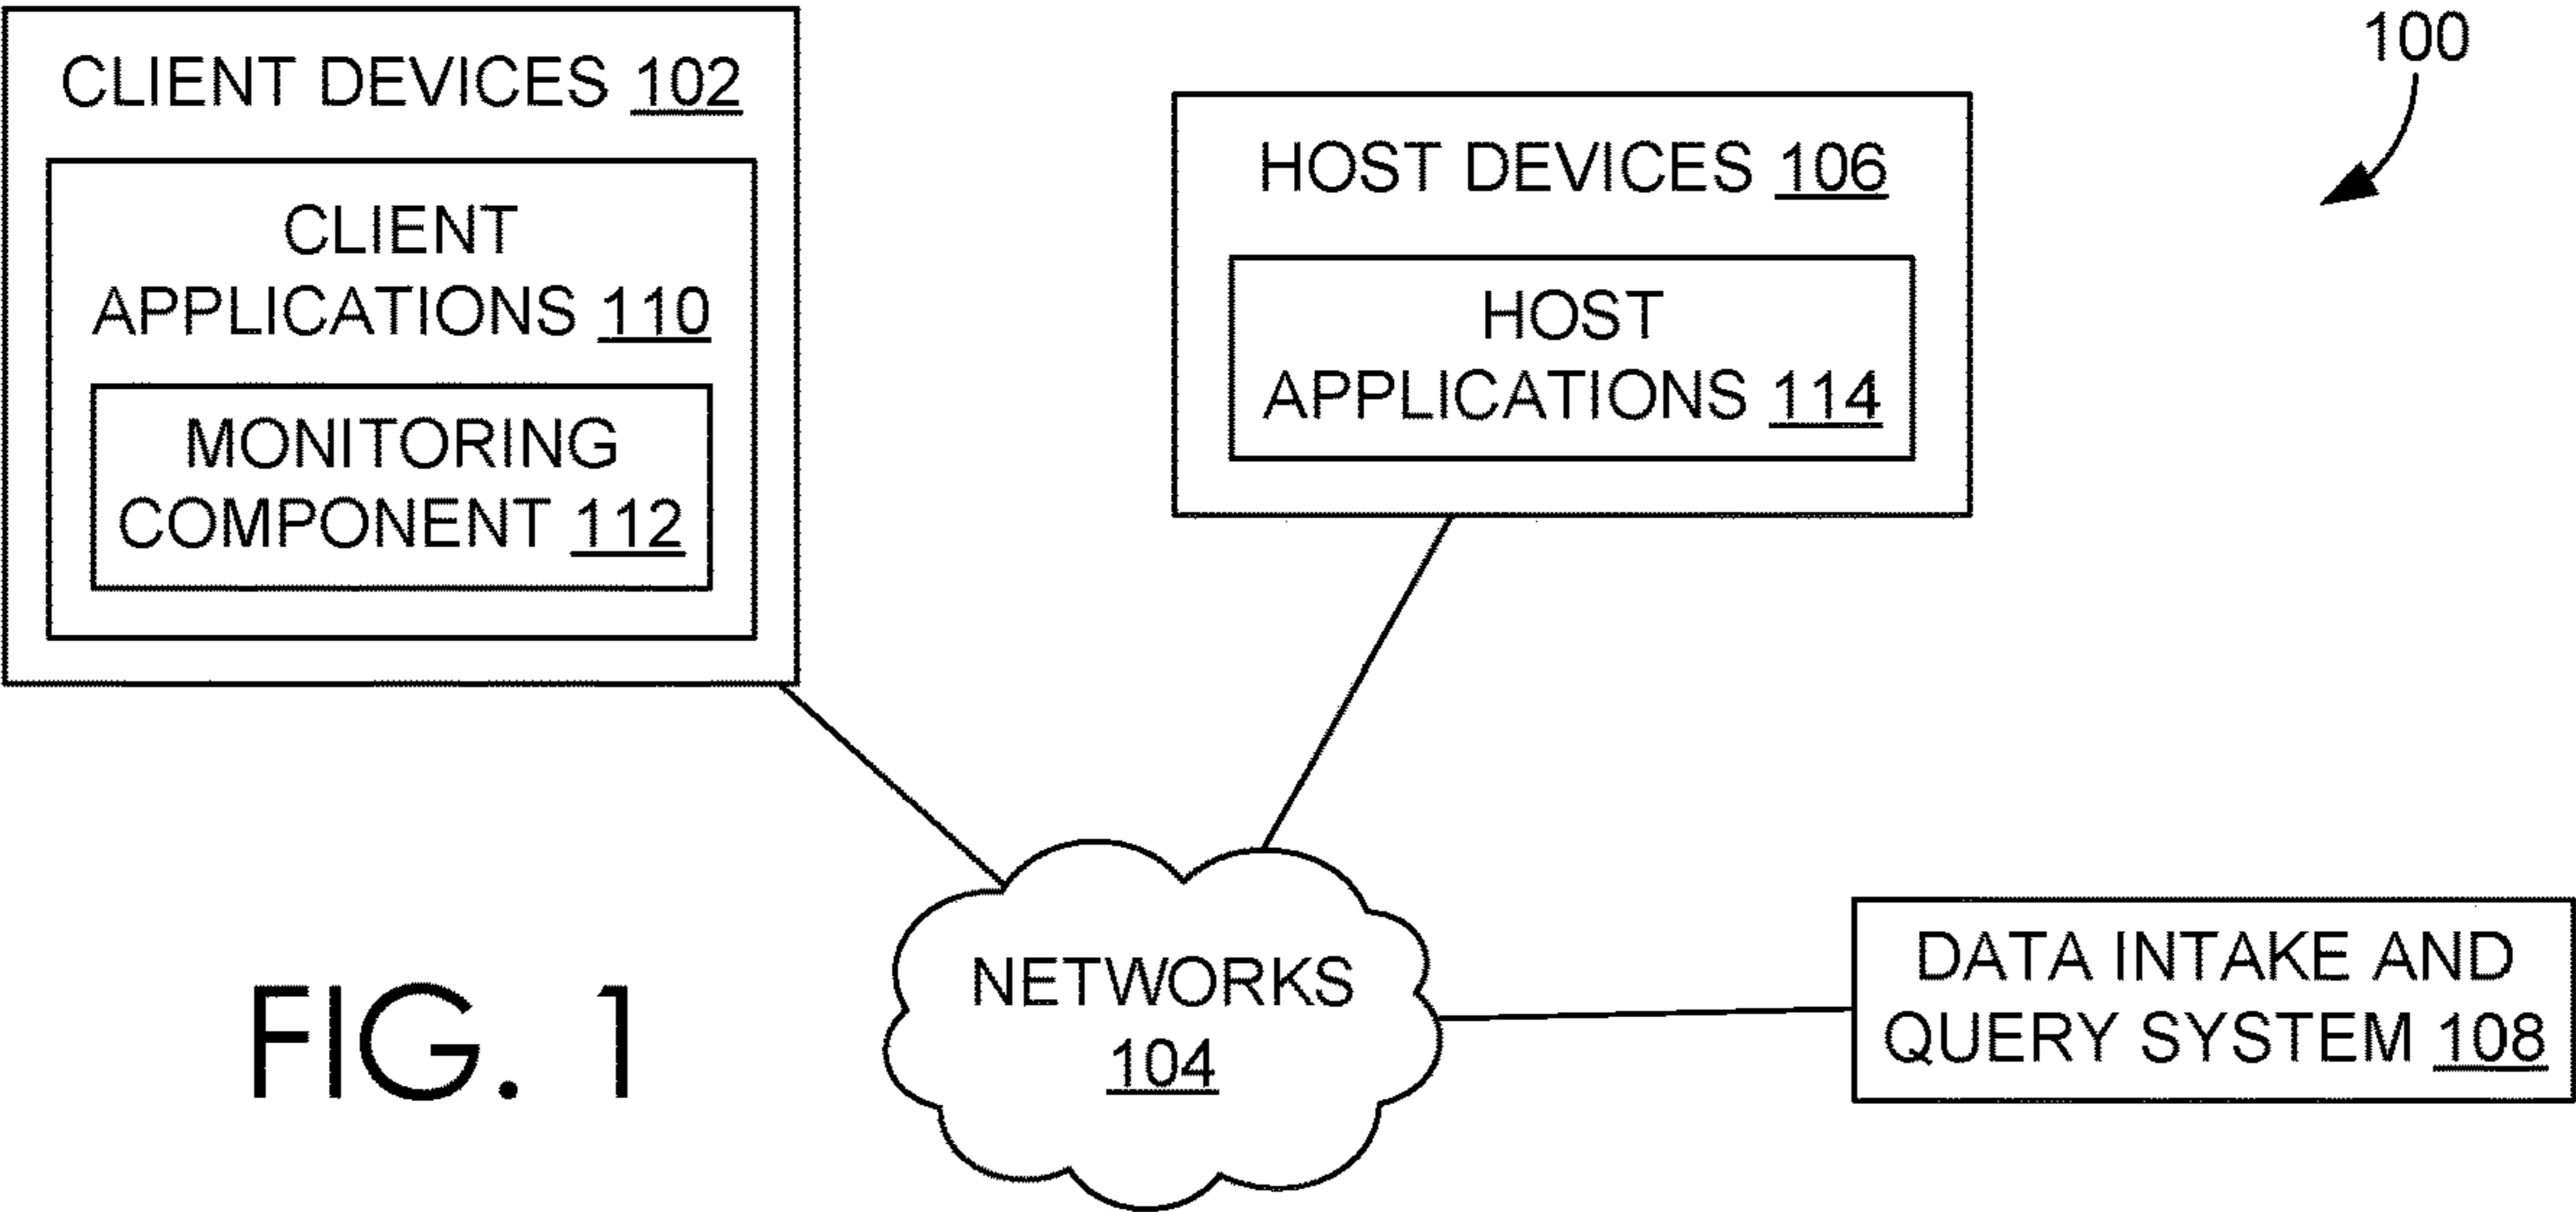 CLIENT DEVICES 102
CLIENT
APPLICATIONS 110
MONITORING
COMPONENT 112
HOST DEVICES 106
HOST
APPLICATIONS 114
100
NETWORKS
104
DATA INTAKE AND
QUERY SYSTEM 108
FIG. 1